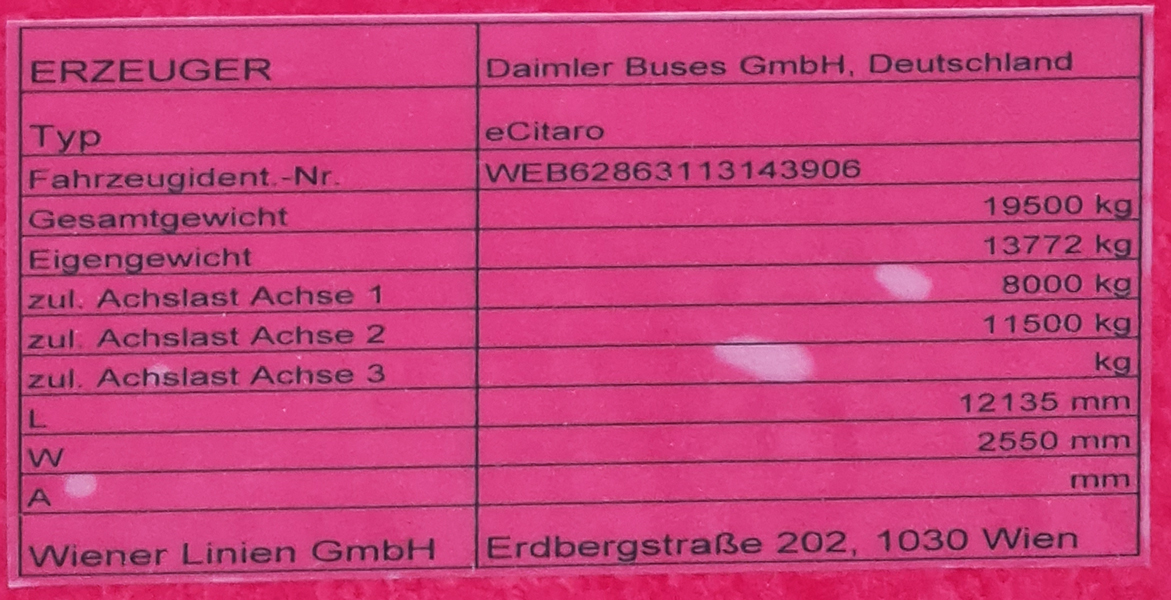 ERZEUGER Daimler Buses GmbH, Deutschland
Typ eCitaro
Fahrzeugident.-Nr. WEB62863113143906
Gesamtgewicht 19500 kg
Eigengewicht 13772 kg
zul. Achslast Achse 1 8000 kg
zul. Achslast Achse 2 11500 kg
zul. Achslast Achse 3 kg
L 12135 mm
W 2550 mm
A mm
Wiener Linien GmbH Erdbergstraße 202, 1030 Wien